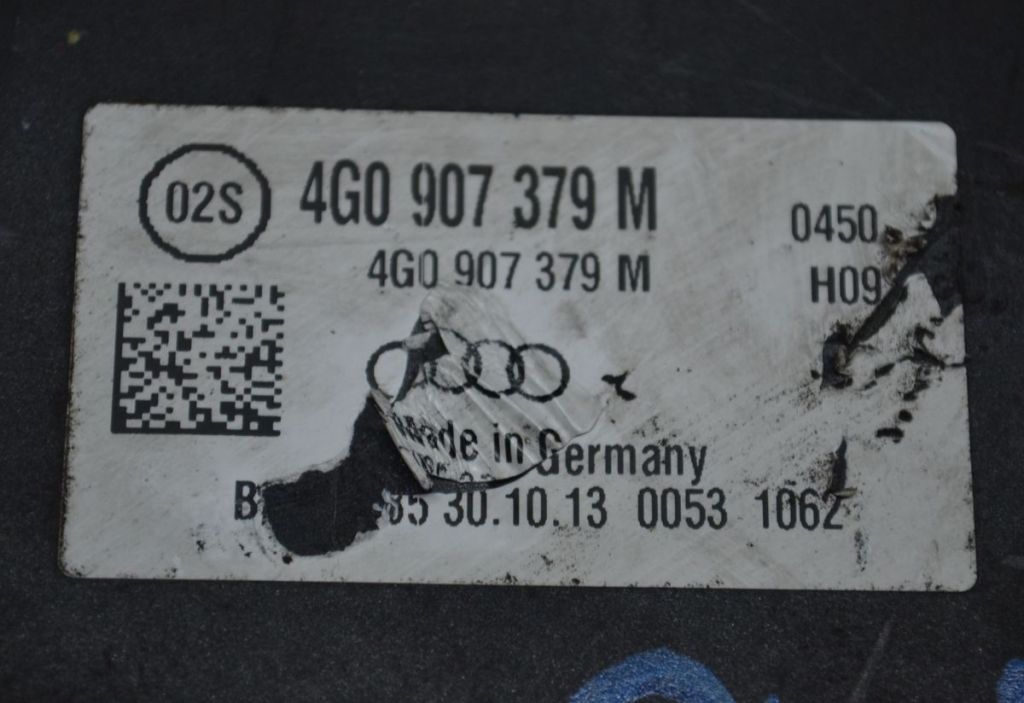 02S 4G0 907 379 M
4G0 907 379 M
0450
H09
Made in Germany
30.10.13 0053 1062